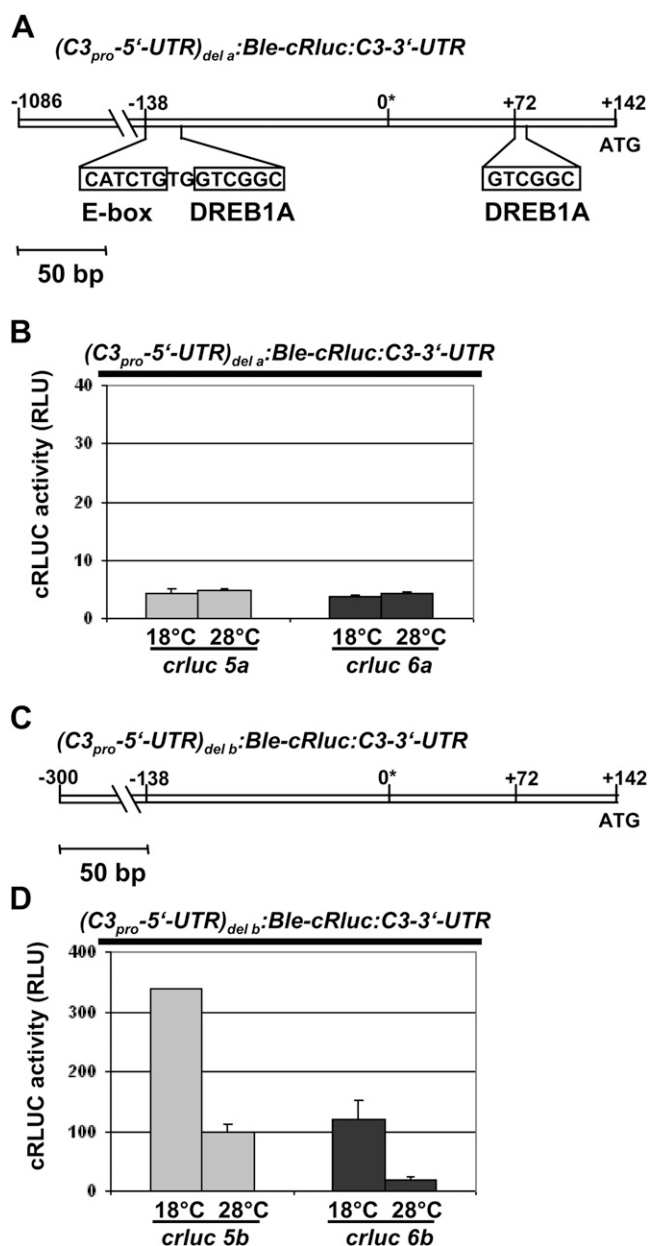 A
(C3pro-5'-UTR)del a:Ble-cRluc:C3-3'-UTR
-1086 -138 0* +72 +142
ATG
CATCTGTGGTCGGC GTCGGC
E-box DREB1A DREB1A
50 bp
B
(C3pro-5'-UTR)del a:Ble-cRluc:C3-3'-UTR
cRLUC activity (RLU)
40
30
20
10
0
18°C 28°C 18°C 28°C
crluc 5a crluc 6a
C
(C3pro-5'-UTR)del b:Ble-cRluc:C3-3'-UTR
-300 -138 0* +72 +142
ATG
50 bp
D
(C3pro-5'-UTR)del b:Ble-cRluc:C3-3'-UTR
cRLUC activity (RLU)
400
300
200
100
0
18°C 28°C 18°C 28°C
crluc 5b crluc 6b